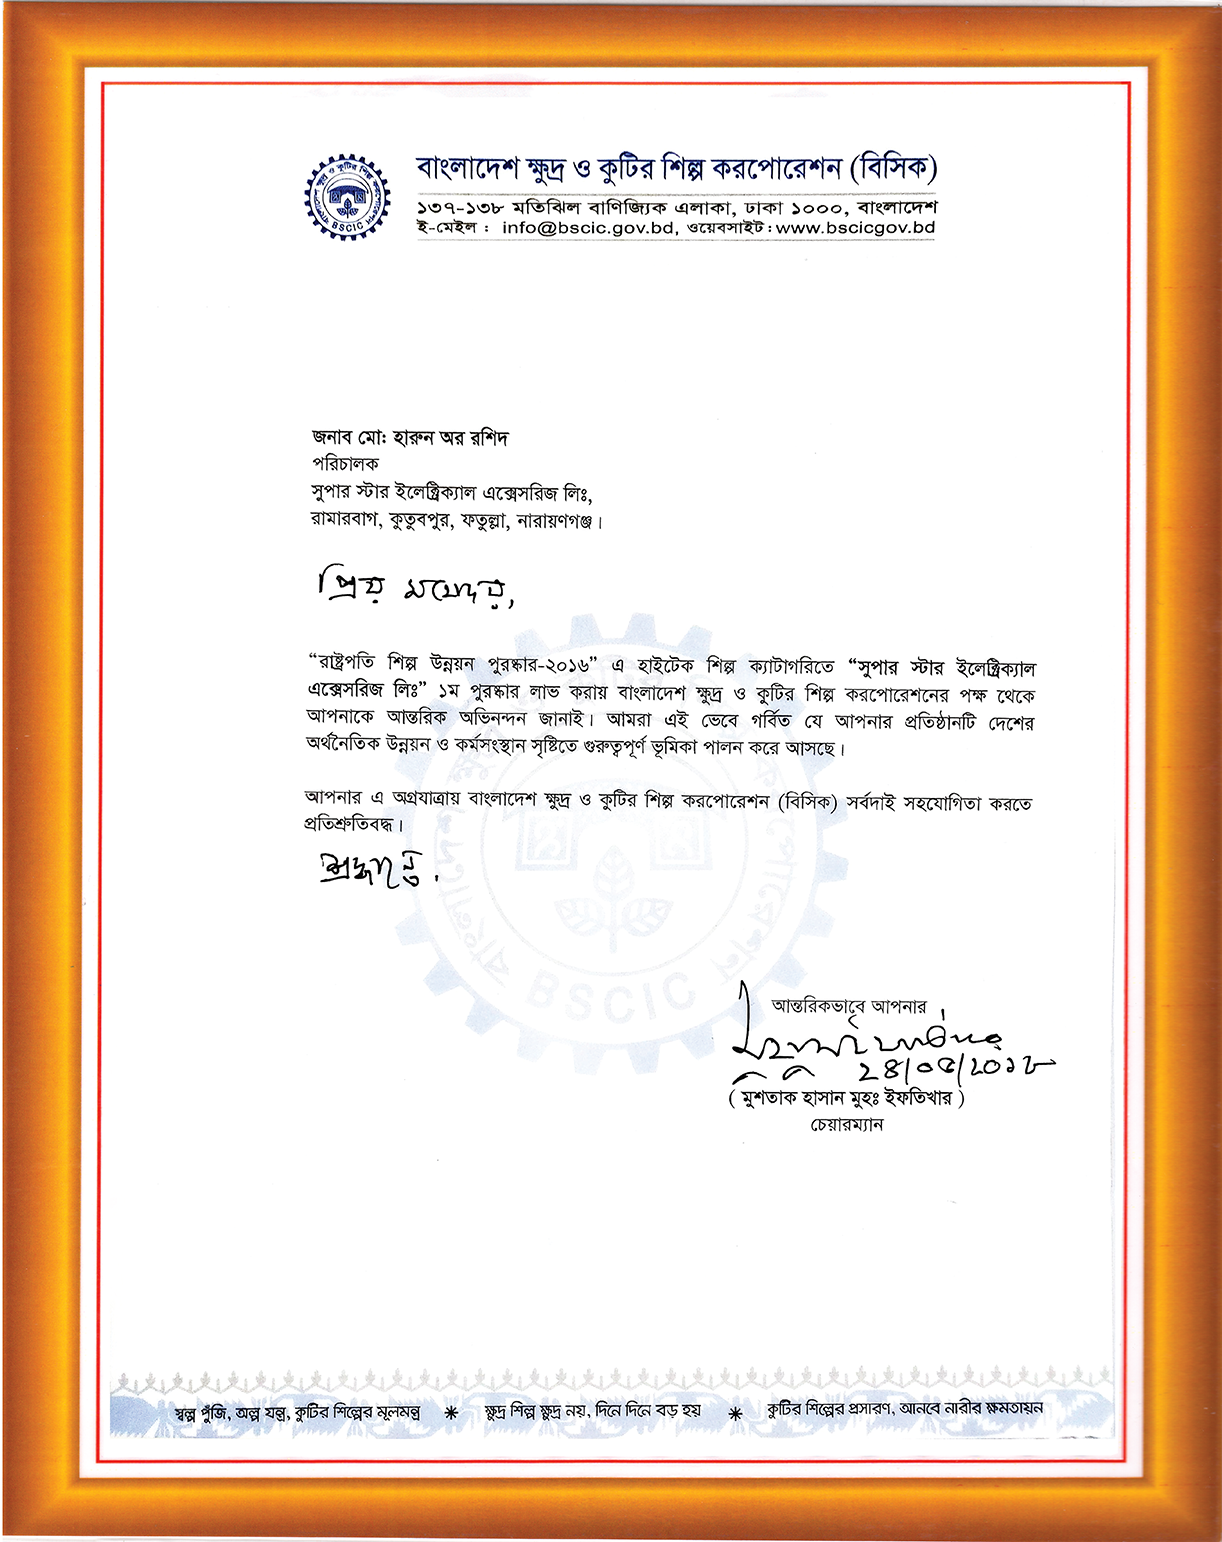 বাংলাদেশ ক্ষুদ্র ও কুটির শিল্প করপোরেশন (বিসিক)
১৩৭-১৩৮ মতিঝিল বাণিজ্যিক এলাকা, ঢাকা ১০০০, বাংলাদেশ
ই-মেইল : info@bscic.gov.bd, ওয়েবসাইট : www.bscicgov.bd
বাংলাদেশ ক্ষুদ্র ও কুটির শিল্প করপোরেশন
BSCIC
জনাব মো: হারুন অর রশিদ
পরিচালক
সুপার স্টার ইলেক্ট্রিক্যাল এক্সেসরিজ লিঃ,
রামারবাগ, কুতুবপুর, ফতুল্লা, নারায়ণগঞ্জ।
প্রিয় মহোদয়,
“রাষ্ট্রপতি শিল্প উন্নয়ন পুরষ্কার-২০১৬” এ হাইটেক শিল্প ক্যাটাগরিতে “সুপার স্টার ইলেক্ট্রিক্যাল
এক্সেসরিজ লিঃ” ১ম পুরষ্কার লাভ করায় বাংলাদেশ ক্ষুদ্র ও কুটির শিল্প করপোরেশনের পক্ষ থেকে
আপনাকে আন্তরিক অভিনন্দন জানাই। আমরা এই ভেবে গর্বিত যে আপনার প্রতিষ্ঠানটি দেশের
অর্থনৈতিক উন্নয়ন ও কর্মসংস্থান সৃষ্টিতে গুরুত্বপূর্ণ ভূমিকা পালন করে আসছে।
আপনার এ অগ্রযাত্রায় বাংলাদেশ ক্ষুদ্র ও কুটির শিল্প করপোরেশন (বিসিক) সর্বদাই সহযোগিতা করতে
প্রতিশ্রুতিবদ্ধ।
শ্রদ্ধান্তে.
BSCIC
আন্তরিকভাবে আপনার
২৪/০৫/২০১৮
( মুশতাক হাসান মুহঃ ইফতিখার )
চেয়ারম্যান
স্বল্প পুঁজি, অল্প যন্ত্র, কুটির শিল্পের মূলমন্ত্র * ক্ষুদ্র শিল্প ক্ষুদ্র নয়, দিনে দিনে বড় হয় * কুটির শিল্পের প্রসারণ, আনবে নারীর ক্ষমতায়ন